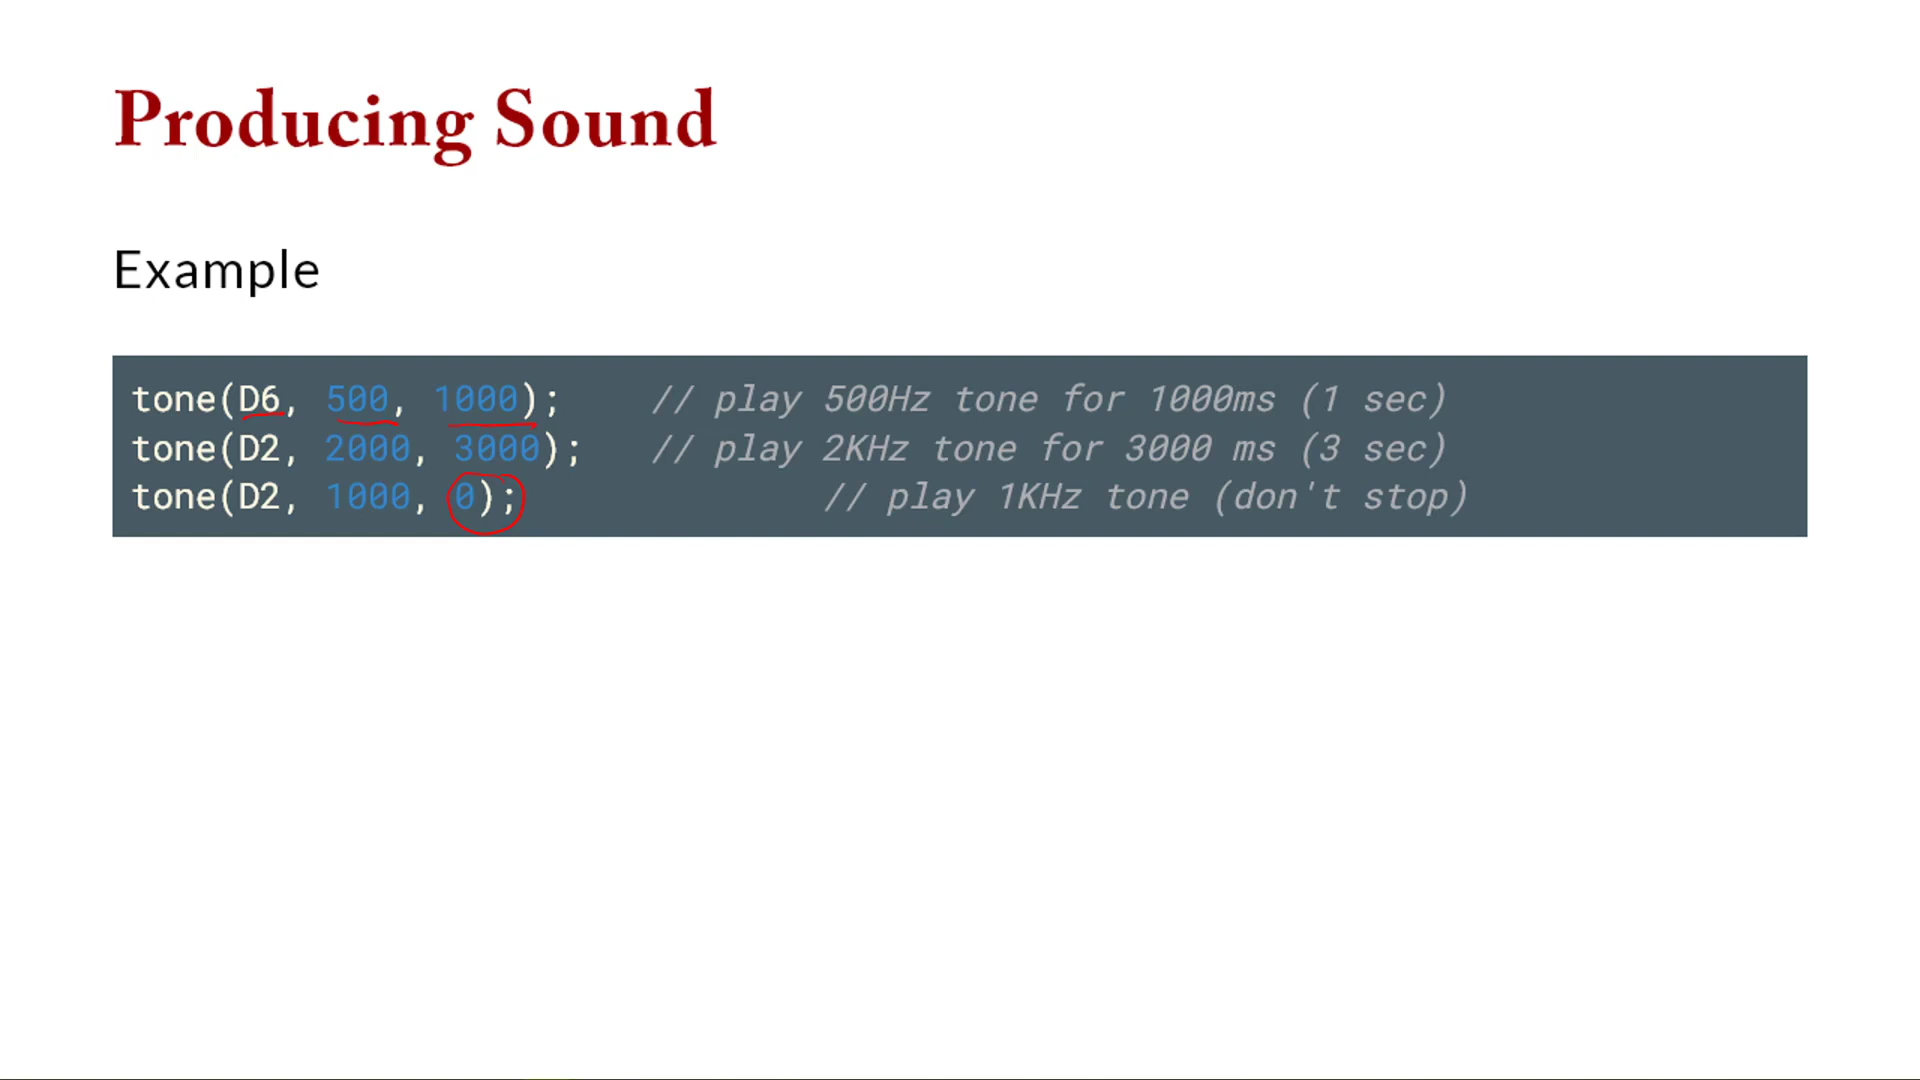 Producing Sound
Example
tone(D6, 500, 1000); // play 500Hz tone for 1000ms (1 sec)
tone(D2, 2000, 3000); // play 2KHz tone for 3000 ms (3 sec)
tone(D2, 1000, 0); // play 1KHz tone (don't stop)